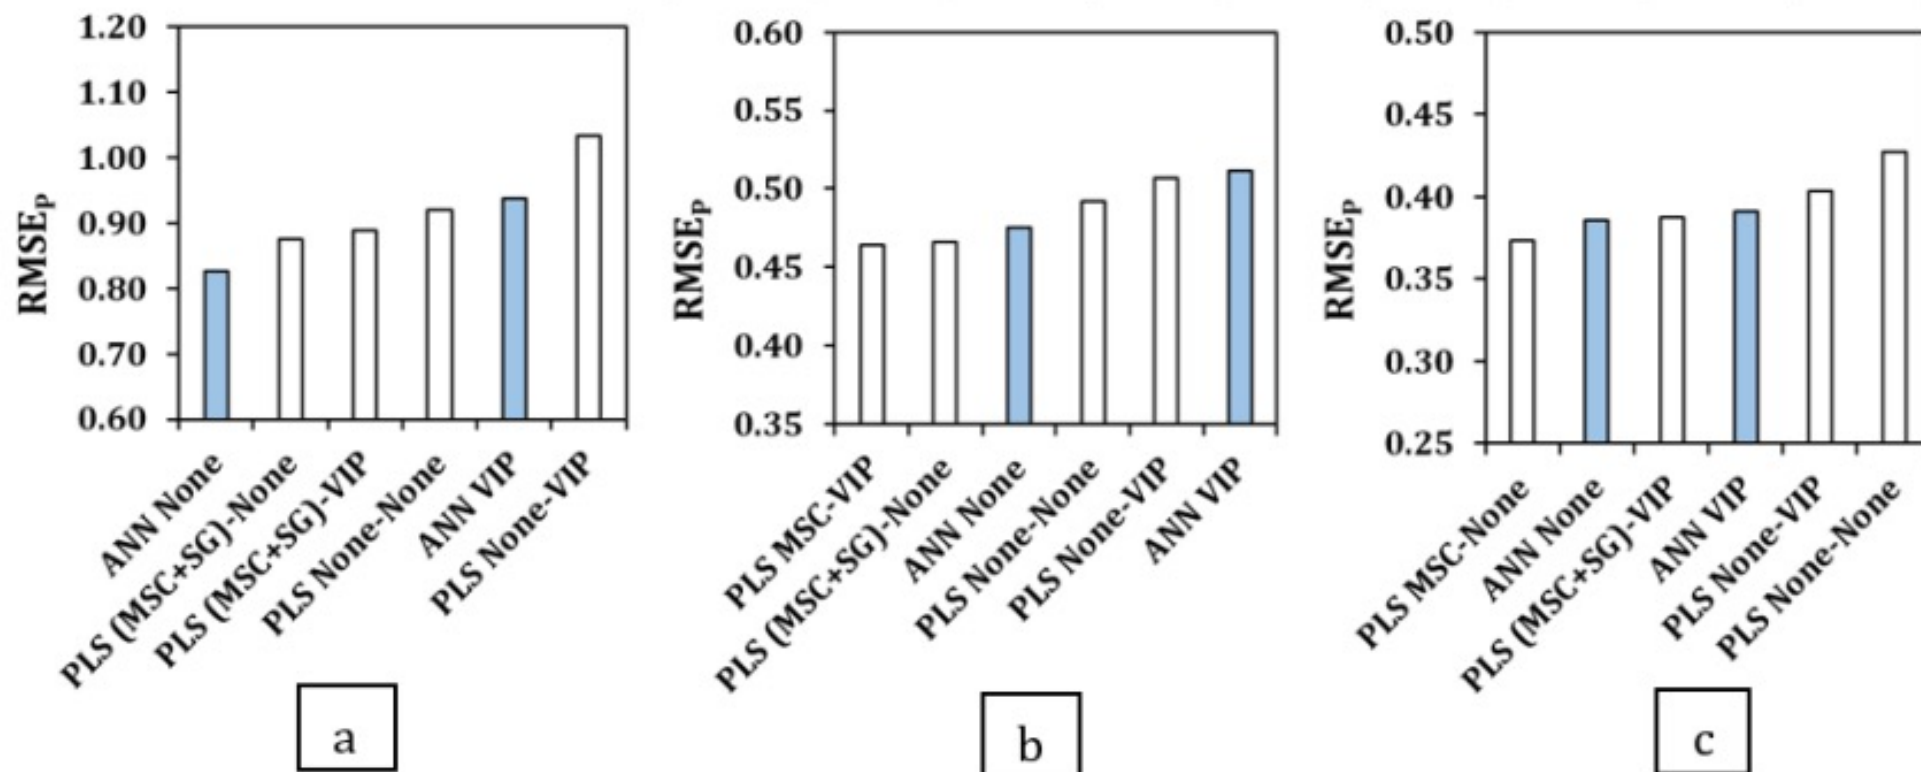 1.20
1.10
1.00
0.90
0.80
0.70
0.60
RMSEP
ANN None
PLS (MSC+SG)-None
PLS (MSC+SG)-VIP
PLS None-None
ANN VIP
PLS None-VIP
a
0.60
0.55
0.50
0.45
0.40
0.35
RMSEP
PLS MSC-VIP
PLS (MSC+SG)-None
ANN None
PLS None-None
PLS None-VIP
ANN VIP
b
0.50
0.45
0.40
0.35
0.30
0.25
RMSEP
PLS MSC-None
ANN None
PLS (MSC+SG)-VIP
ANN VIP
PLS None-VIP
PLS None-None
c